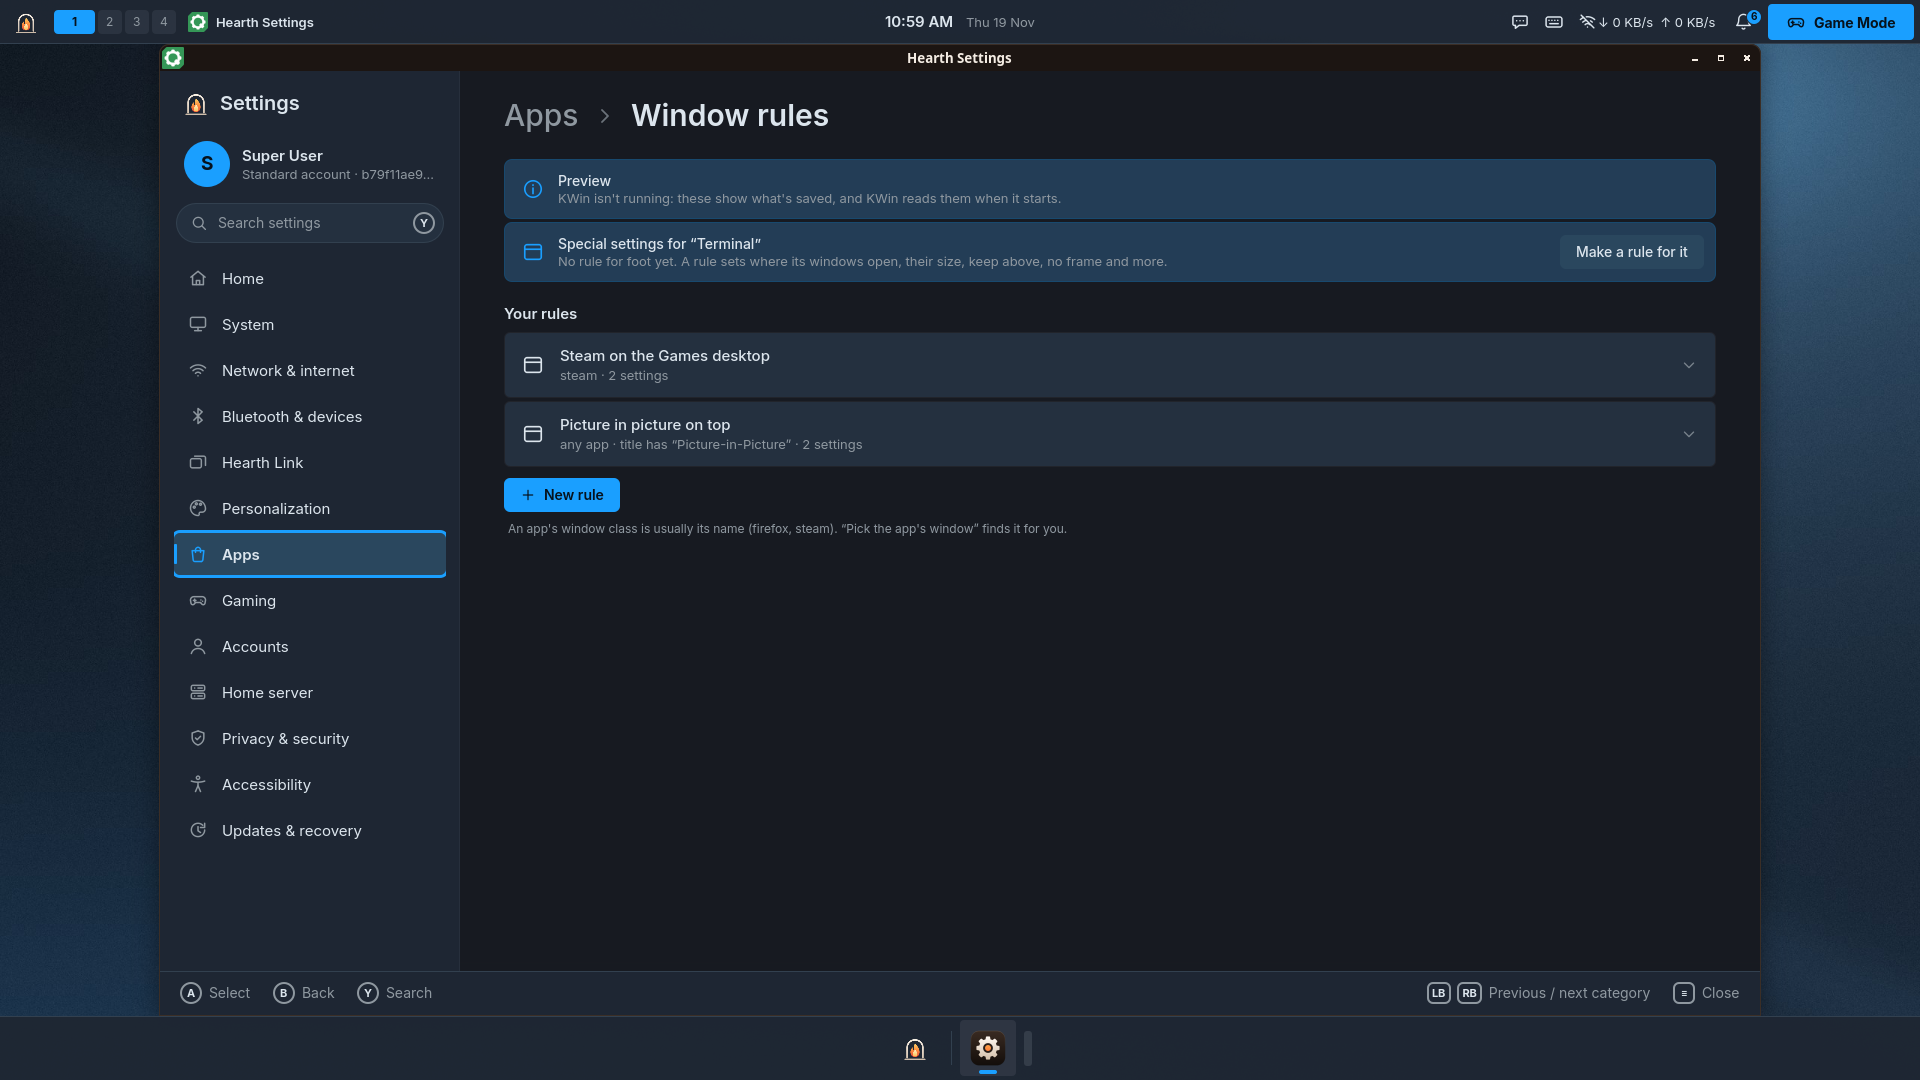 1 2 3 4 Hearth Settings 10:59 AM Thu 19 Nov ↓ 0 KB/s ↑ 0 KB/s 6 Game Mode
Hearth Settings
Settings
S
Super User
Standard account · b79f11ae9...
Search settings Y
Home
System
Network & internet
Bluetooth & devices
Hearth Link
Personalization
Apps
Gaming
Accounts
Home server
Privacy & security
Accessibility
Updates & recovery
Apps > Window rules
Preview
KWin isn't running: these show what's saved, and KWin reads them when it starts.
Special settings for “Terminal”
No rule for foot yet. A rule sets where its windows open, their size, keep above, no frame and more.
Make a rule for it
Your rules
Steam on the Games desktop
steam · 2 settings
Picture in picture on top
any app · title has “Picture-in-Picture” · 2 settings
+ New rule
An app's window class is usually its name (firefox, steam). “Pick the app's window” finds it for you.
A Select B Back Y Search LB RB Previous / next category ≡ Close